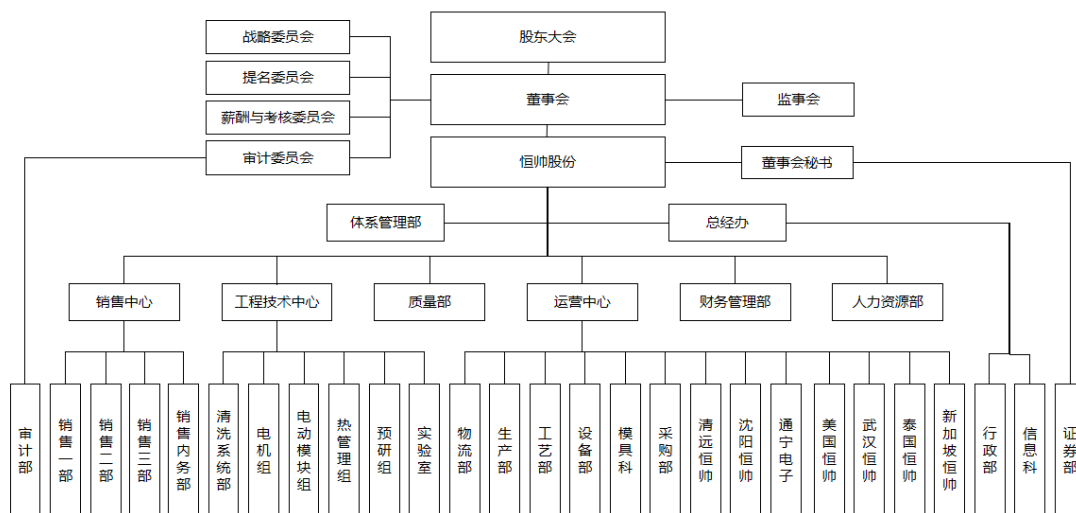 战略委员会
股东大会
提名委员会
董事会
监事会
薪酬与考核委员会
审计委员会
恒帅股份
董事会秘书
体系管理部
总经办
销售中心
工程技术中心
质量部
运营中心
财务管理部
人力资源部
审计部
销售一部
销售二部
销售三部
销售内务部
清洗系统部
电机组
电动模块组
热管理组
预研组
实验室
物流部
生产部
工艺部
设备部
模具科
采购部
清远恒帅
沈阳恒帅
通宁电子
美国恒帅
武汉恒帅
泰国恒帅
新加坡恒帅
行政部
信息科
证券部